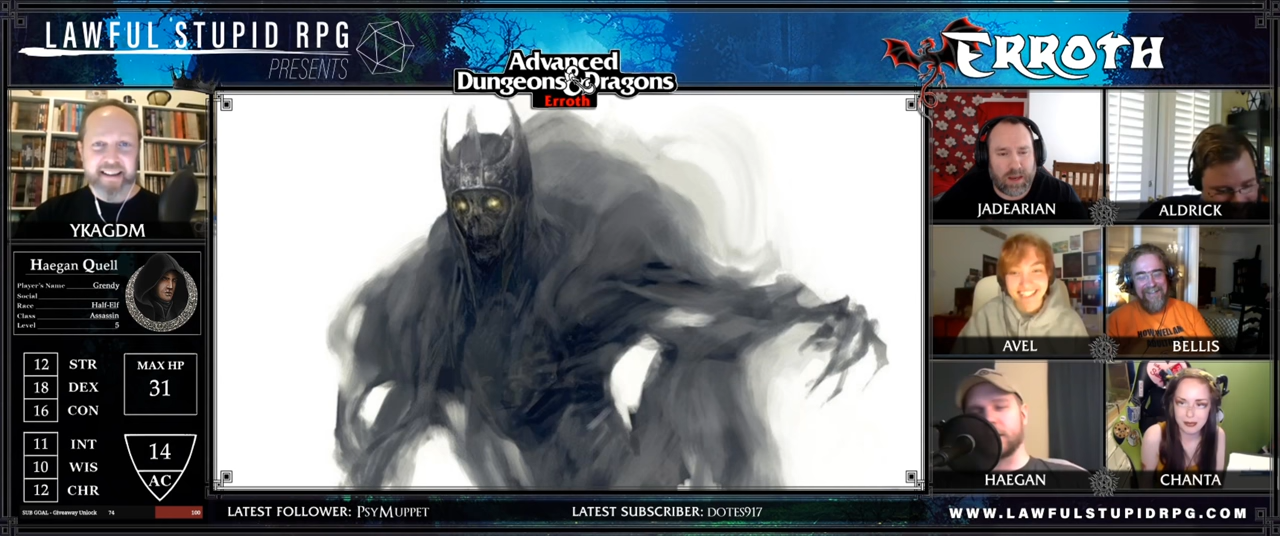 LAWFUL STUPID RPG
PRESENTS
Advanced
Dungeons & Dragons
Erroth
ERROTH
YKAGDM
Haegan Quell
Player's Name Grendy
Social
Race Half-Elf
Class Assassin
Level 5
12 STR
18 DEX
16 CON
11 INT
10 WIS
12 CHR
MAX HP
31
14
AC
SUB GOAL - Giveaway Unlock 74 100
JADEARIAN
ALDRICK
AVEL
BELLIS
HAEGAN
CHANTA
LATEST FOLLOWER: PSYMUPPET
LATEST SUBSCRIBER: DOTES917
WWW.LAWFULSTUPIDRPG.COM